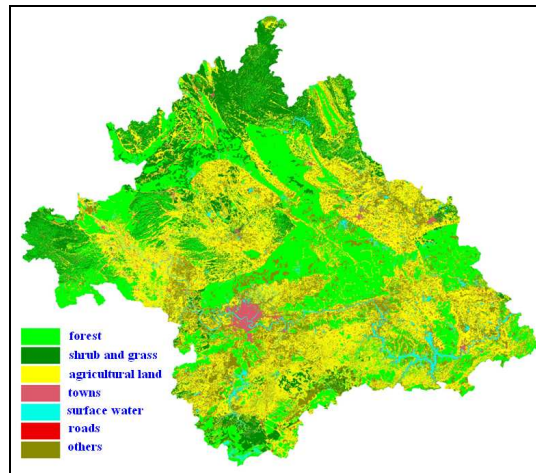 forest
shrub and grass
agricultural land
towns
surface water
roads
others